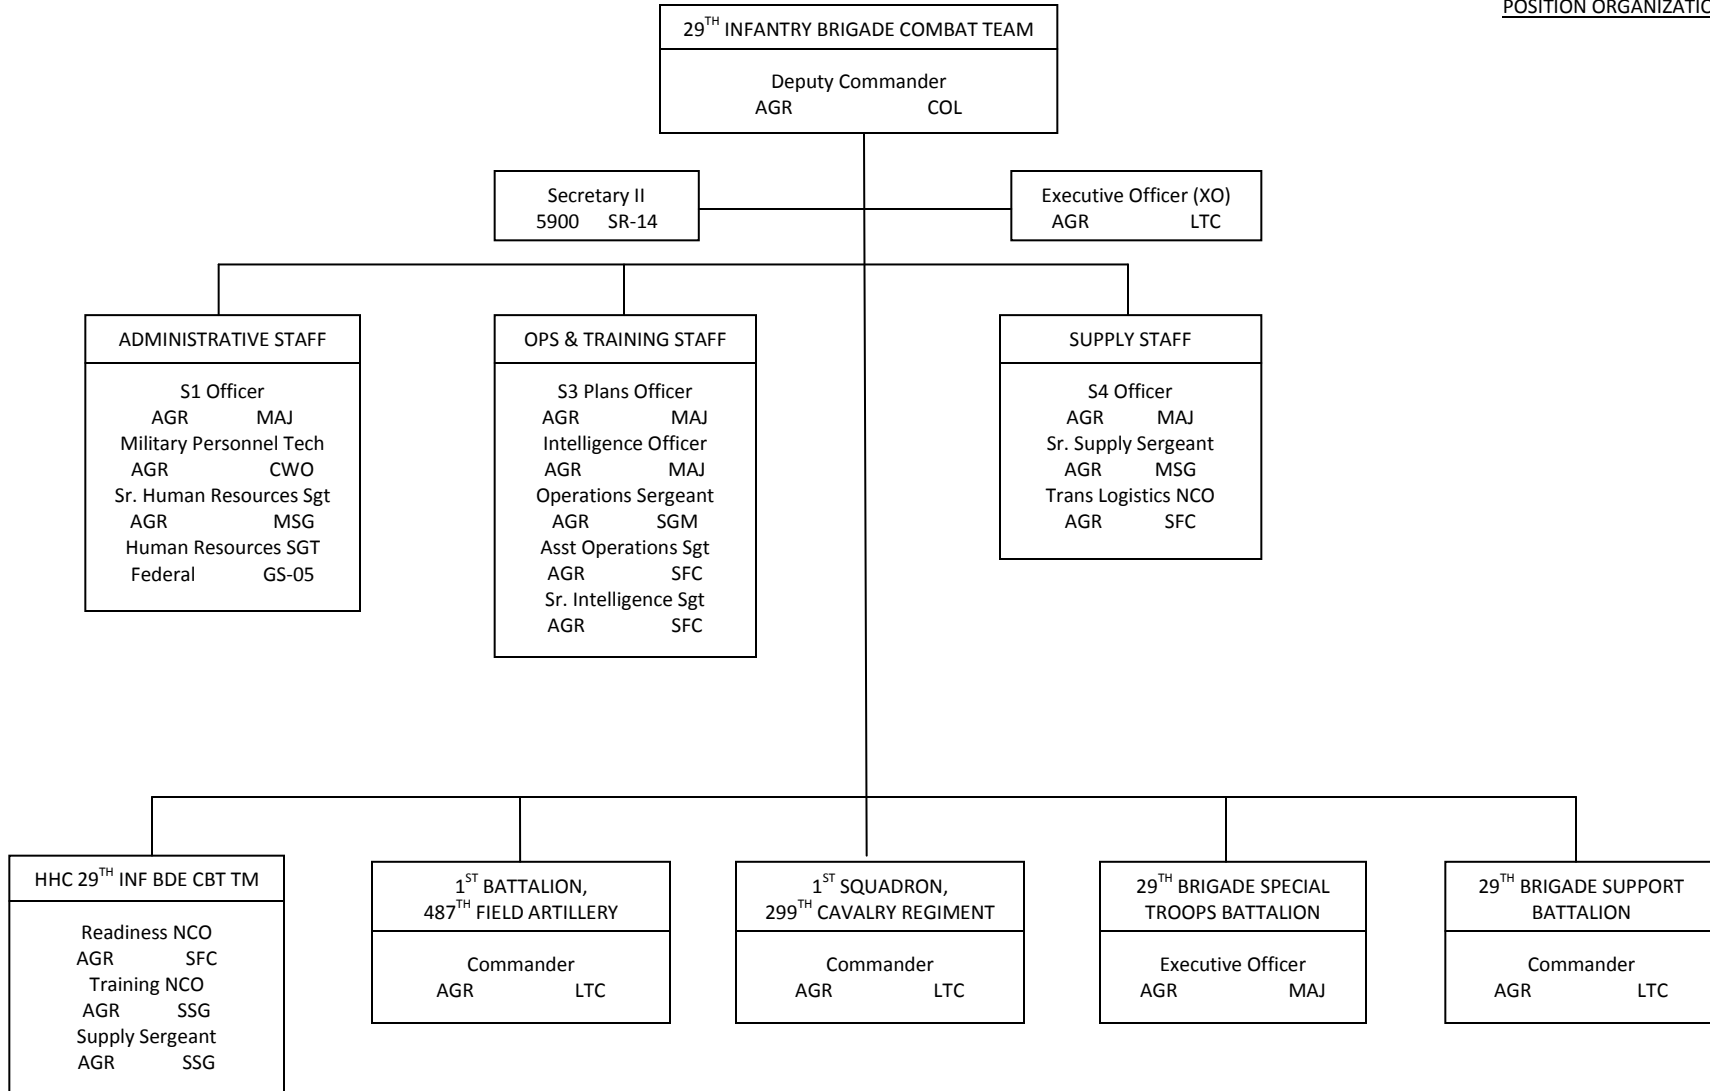 POSITION ORGANIZATIO
29TH INFANTRY BRIGADE COMBAT TEAM
Deputy Commander
AGR COL
Secretary II
5900 SR-14
Executive Officer (XO)
AGR LTC
ADMINISTRATIVE STAFF
S1 Officer
AGR MAJ
Military Personnel Tech
AGR CWO
Sr. Human Resources Sgt
AGR MSG
Human Resources SGT
Federal GS-05
OPS & TRAINING STAFF
S3 Plans Officer
AGR MAJ
Intelligence Officer
AGR MAJ
Operations Sergeant
AGR SGM
Asst Operations Sgt
AGR SFC
Sr. Intelligence Sgt
AGR SFC
SUPPLY STAFF
S4 Officer
AGR MAJ
Sr. Supply Sergeant
AGR MSG
Trans Logistics NCO
AGR SFC
HHC 29TH INF BDE CBT TM
Readiness NCO
AGR SFC
Training NCO
AGR SSG
Supply Sergeant
AGR SSG
1ST BATTALION,
487TH FIELD ARTILLERY
Commander
AGR LTC
1ST SQUADRON,
299TH CAVALRY REGIMENT
Commander
AGR LTC
29TH BRIGADE SPECIAL
TROOPS BATTALION
Executive Officer
AGR MAJ
29TH BRIGADE SUPPORT
BATTALION
Commander
AGR LTC